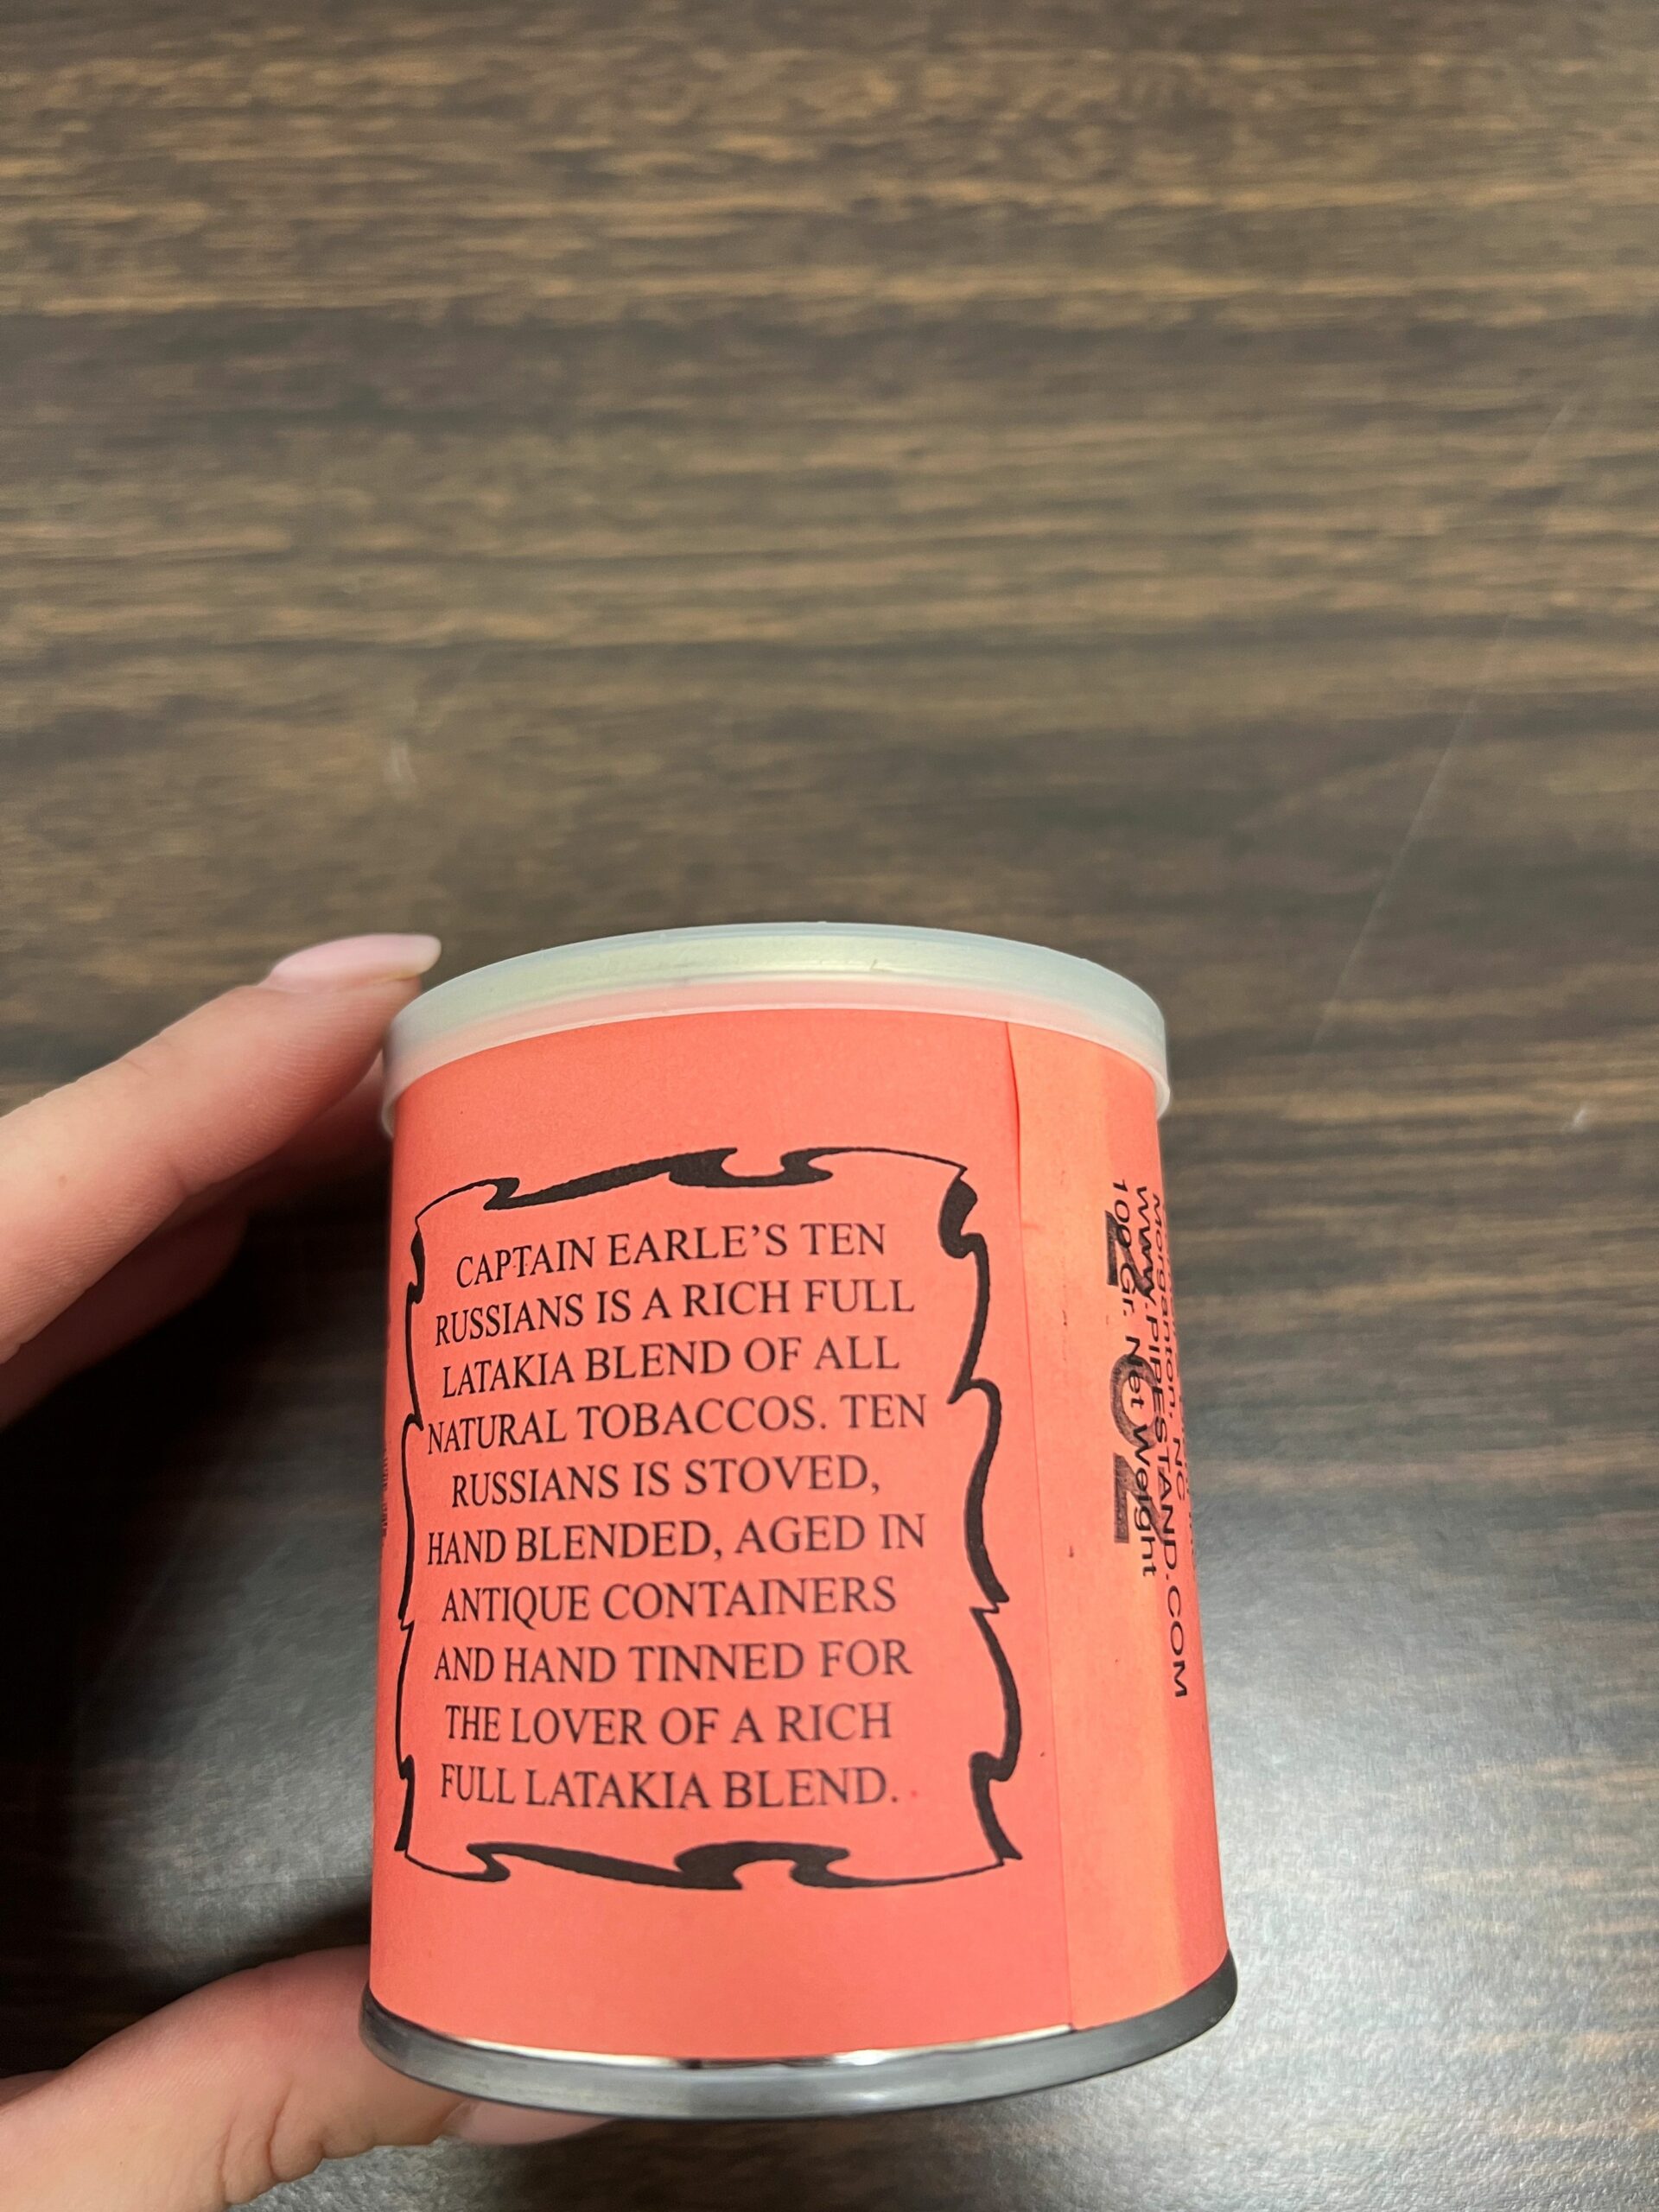 CAPTAIN EARLE'S TEN
RUSSIANS IS A RICH FULL
LATAKIA BLEND OF ALL
NATURAL TOBACCOS. TEN
RUSSIANS IS STOVED,
HAND BLENDED, AGED IN
ANTIQUE CONTAINERS
AND HAND TINNED FOR
THE LOVER OF A RICH
FULL LATAKIA BLEND.
Morganton, NC
WWW.PIPESTAND.COM
100 Gr. Net Weight